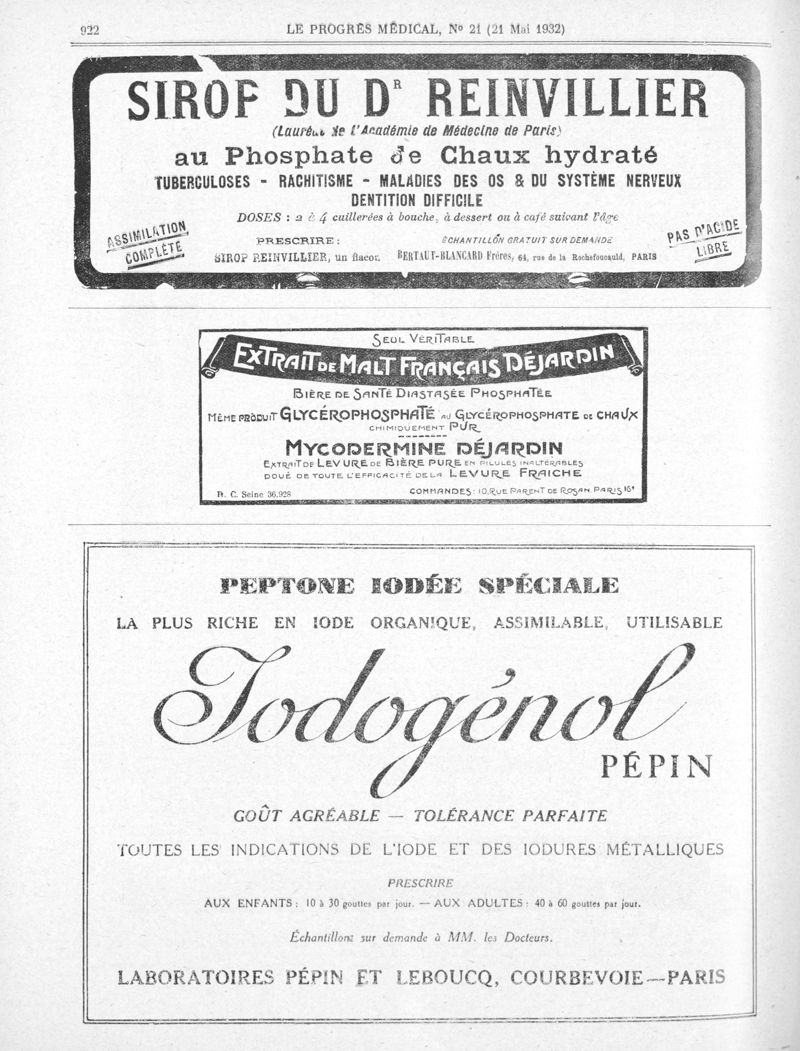 922
LE PROGRÈS MÉDICAL, No 21 (21 Mai 1932)
SIROP DU Dr REINVILLIER
(Lauréat de l'Académie de Médecine de Paris)
au Phosphate de Chaux hydraté
TUBERCULOSES - RACHITISME - MALADIES DES OS & DU SYSTÈME NERVEUX
DENTITION DIFFICILE
DOSES : 2 à 4 cuillerées à bouche, à dessert ou à café suivant l'âge
ASSIMILATION
COMPLÈTE
PRESCRIRE :
SIROP REINVILLIER, un flacon.
ÉCHANTILLON GRATUIT SUR DEMANDE
BERTAUT-BLANCARD Frères, 64, rue de la Rochefoucauld, PARIS
PAS D'ACIDE
LIBRE
SEUL VÉRITABLE
EXTRAIT DE MALT FRANÇAIS DÉJARDIN
BIÈRE DE SANTÉ DIASTASÉE PHOSPHATÉE
MÊME PRODUIT GLYCÉROPHOSPHATÉ AU GLYCÉROPHOSPHATE DE CHAUX
CHIMIQUEMENT PUR
MYCODERMINE DÉJARDIN
EXTRAIT DE LEVURE DE BIÈRE PURE EN PILULES INALTÉRABLES
DOUÉ DE TOUTE L'EFFICACITÉ DE LA LEVURE FRAICHE
R. C. Seine 36.928
COMMANDES : 10, RUE PARENT DE ROSAN, PARIS 16e
PEPTONE IODÉE SPÉCIALE
LA PLUS RICHE EN IODE ORGANIQUE, ASSIMILABLE, UTILISABLE
Iodogénol
PÉPIN
GOÛT AGRÉABLE — TOLÉRANCE PARFAITE
TOUTES LES INDICATIONS DE L'IODE ET DES IODURES MÉTALLIQUES
PRESCRIRE
AUX ENFANTS : 10 à 30 gouttes par jour. — AUX ADULTES : 40 à 60 gouttes par jour.
Échantillons sur demande à MM. les Docteurs.
LABORATOIRES PÉPIN ET LEBOUCQ, COURBEVOIE—PARIS